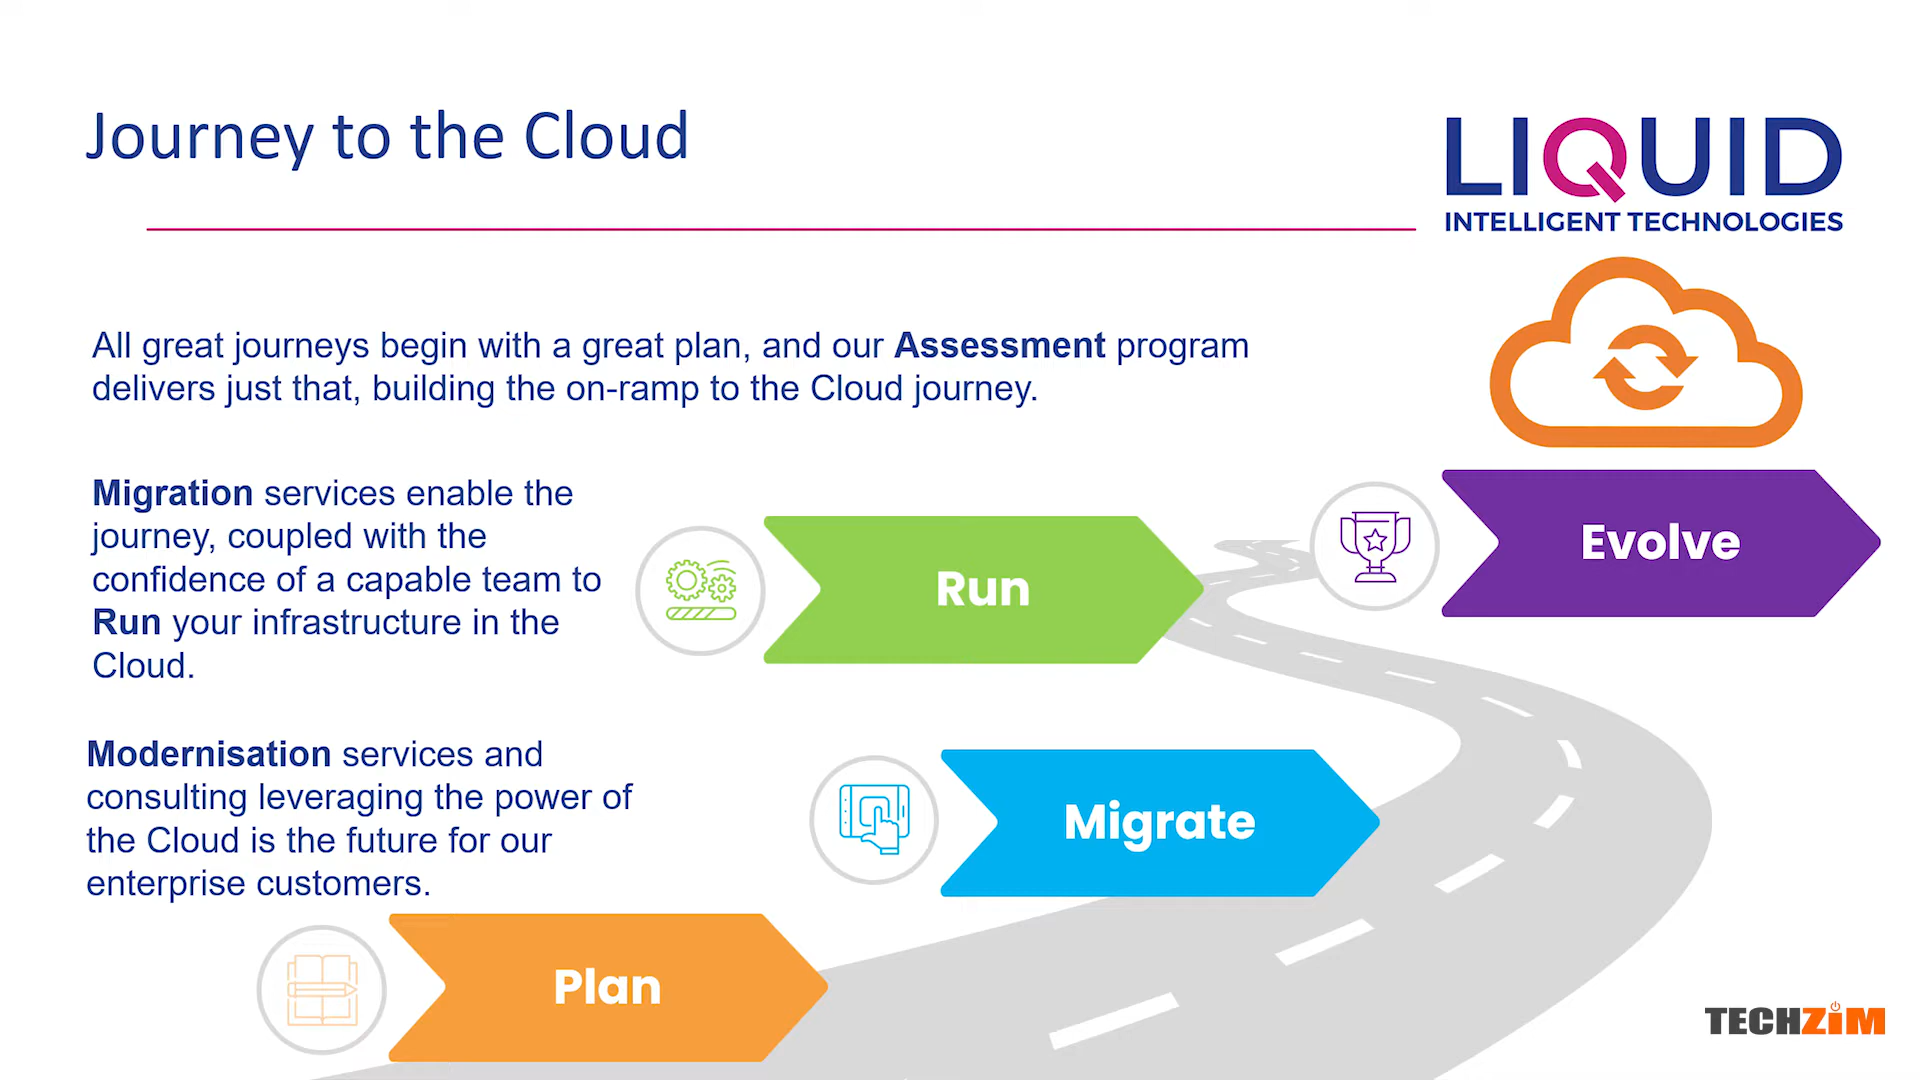 Journey to the Cloud
LIQUID
INTELLIGENT TECHNOLOGIES
All great journeys begin with a great plan, and our Assessment program
delivers just that, building the on-ramp to the Cloud journey.
Migration services enable the
journey, coupled with the
confidence of a capable team to
Run your infrastructure in the
Cloud.
Run
Evolve
Modernisation services and
consulting leveraging the power of
the Cloud is the future for our
enterprise customers.
Migrate
Plan
TECHZiM